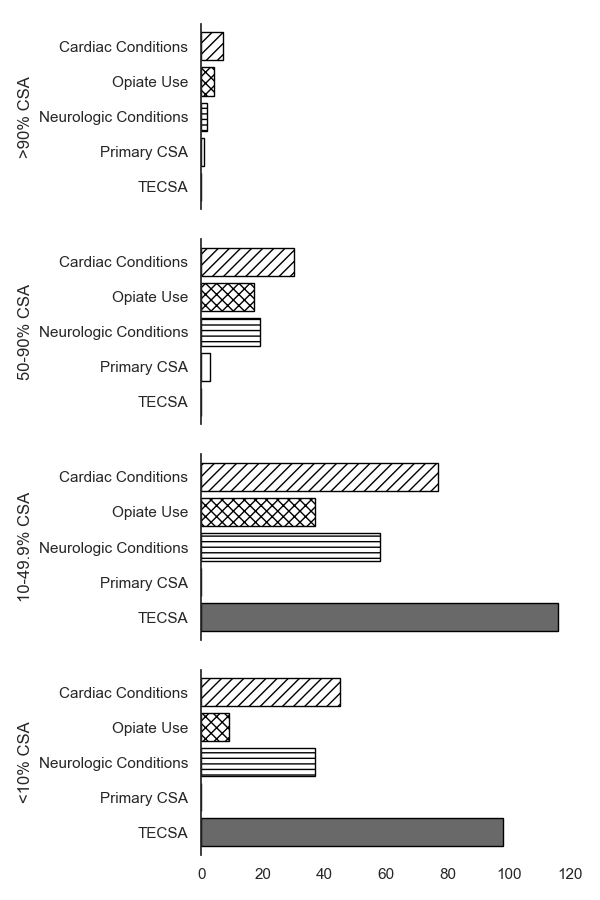 >90% CSA
Cardiac Conditions
Opiate Use
Neurologic Conditions
Primary CSA
TECSA
50-90% CSA
Cardiac Conditions
Opiate Use
Neurologic Conditions
Primary CSA
TECSA
10-49.9% CSA
Cardiac Conditions
Opiate Use
Neurologic Conditions
Primary CSA
TECSA
<10% CSA
Cardiac Conditions
Opiate Use
Neurologic Conditions
Primary CSA
TECSA
0 20 40 60 80 100 120